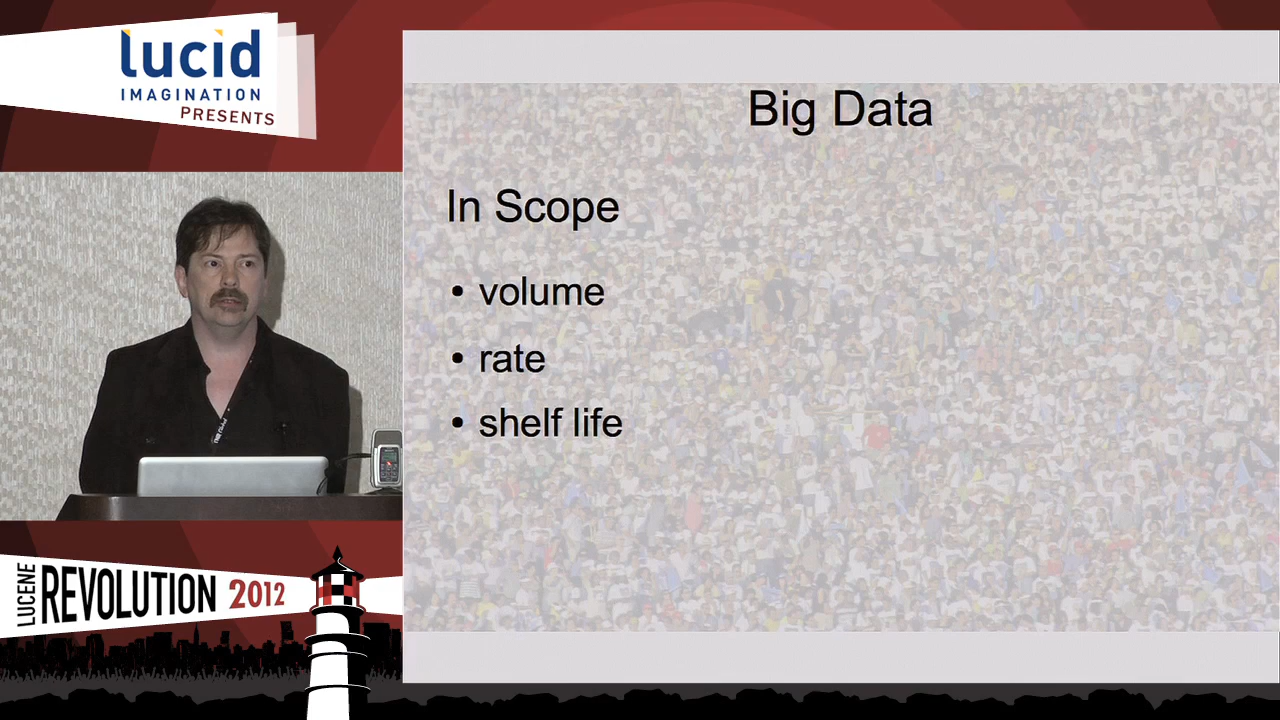 lucid
IMAGINATION
PRESENTS
Big Data
In Scope
• volume
• rate
• shelf life
LUCENE
REVOLUTION 2012